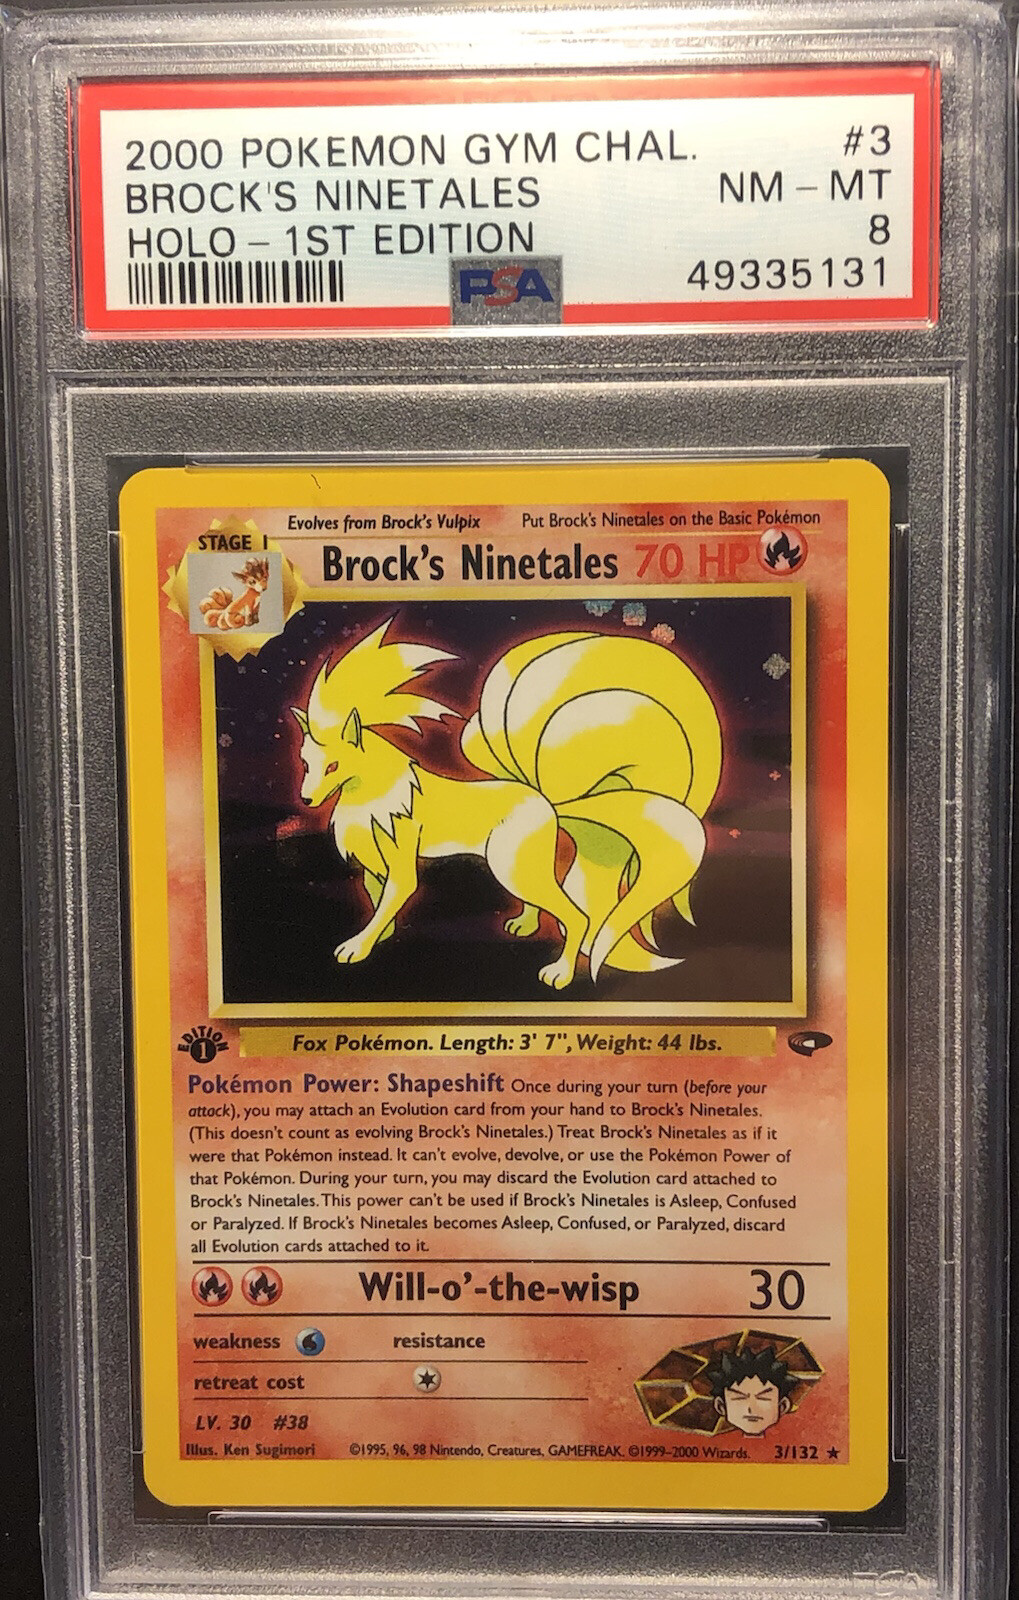 2000 POKEMON GYM CHAL. #3
BROCK'S NINETALES NM - MT
HOLO - 1ST EDITION 8
PSA 49335131
Evolves from Brock's Vulpix Put Brock's Ninetales on the Basic Pokémon
STAGE 1
Brock's Ninetales 70 HP
EDITION 1
Fox Pokémon. Length: 3' 7", Weight: 44 lbs.
Pokémon Power: Shapeshift Once during your turn (before your
attack), you may attach an Evolution card from your hand to Brock's Ninetales.
(This doesn't count as evolving Brock's Ninetales.) Treat Brock's Ninetales as if it
were that Pokémon instead. It can't evolve, devolve, or use the Pokémon Power of
that Pokémon. During your turn, you may discard the Evolution card attached to
Brock's Ninetales. This power can't be used if Brock's Ninetales is Asleep, Confused
or Paralyzed. If Brock's Ninetales becomes Asleep, Confused, or Paralyzed, discard
all Evolution cards attached to it.
Will-o'-the-wisp 30
weakness resistance
retreat cost
LV. 30 #38
Illus. Ken Sugimori ©1995, 96, 98 Nintendo, Creatures, GAMEFREAK. ©1999-2000 Wizards. 3/132 ★